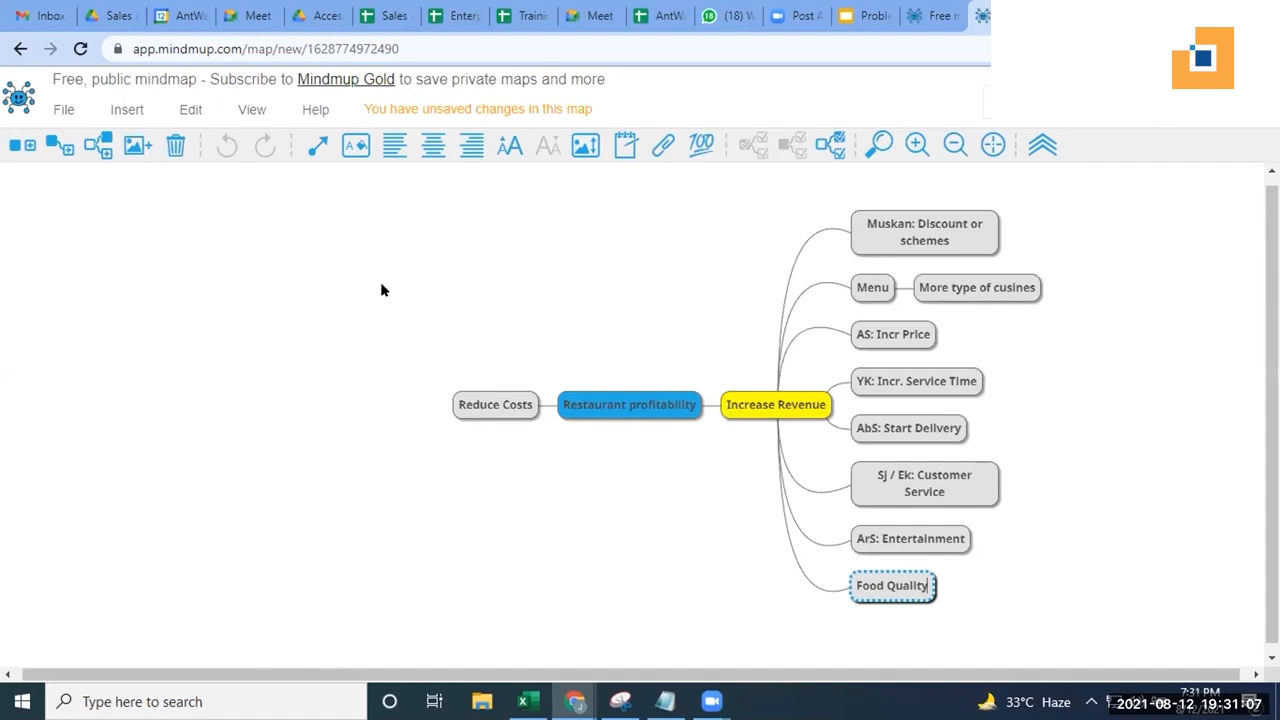 Inbox
Sales
AntWa
Meet
Acces
Sales
Enterp
Trainin
Meet
AntWa
(18) W
Post A
Proble
Free m
app.mindmup.com/map/new/1628774972490
Free, public mindmap - Subscribe to Mindmup Gold to save private maps and more
File Insert Edit View Help You have unsaved changes in this map
Muskan: Discount or
schemes
Menu
More type of cusines
AS: Incr Price
YK: Incr. Service Time
Reduce Costs
Restaurant profitability
Increase Revenue
AbS: Start Delivery
Sj / Ek: Customer
Service
ArS: Entertainment
Food Quality
Type here to search
33°C Haze
7:31 PM
2021-08-12 19:31:07